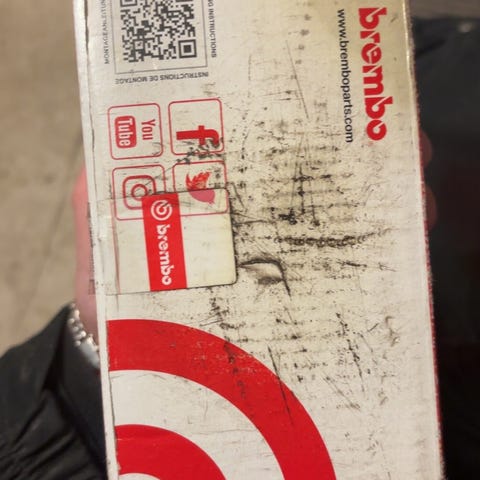 brembo
www.bremboparts.com
INSTRUCTIONS DE MONTAGE
You
Tube
f
brembo